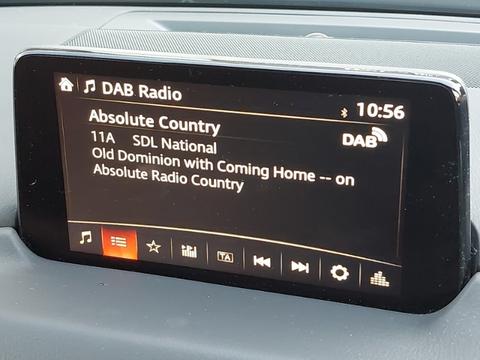 DAB Radio
10:56
Absolute Country
DAB
11A SDL National
Old Dominion with Coming Home -- on
Absolute Radio Country
TA